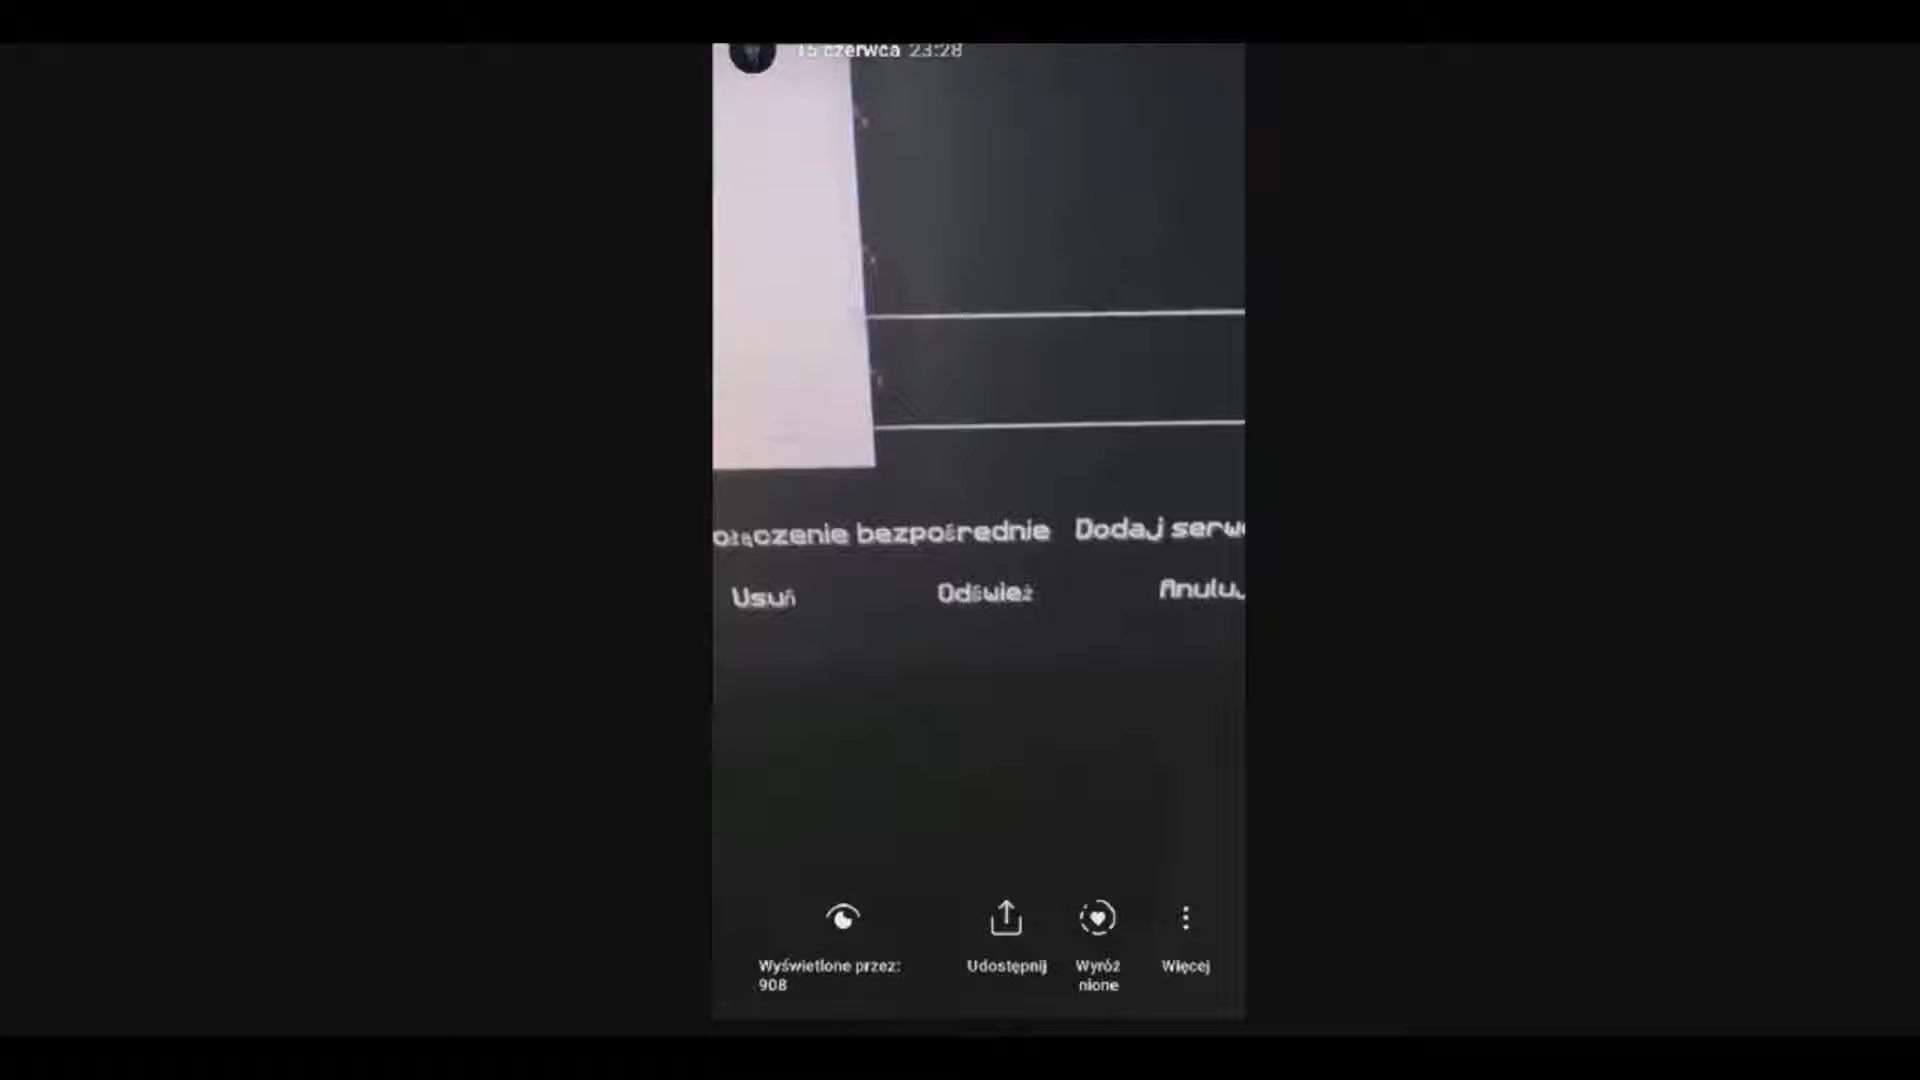 15 czerwca 23:28
ołączenie bezpośrednie Dodaj serw
Usuń Odśwież Anuluj
Wyświetlone przez:
908
Udostępnij
Wyróż
nione
Więcej